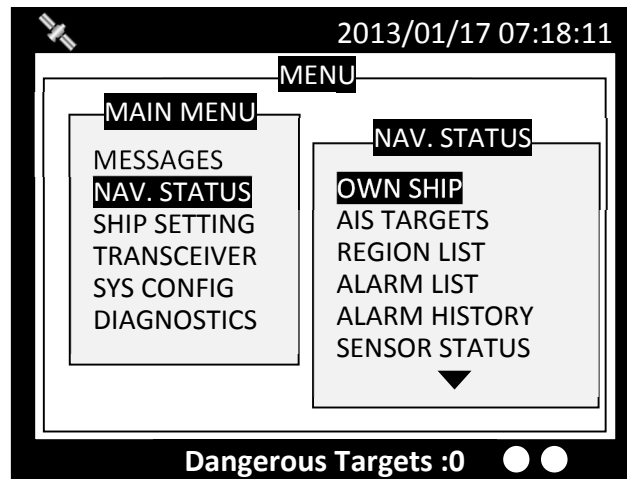 2013/01/17 07:18:11
MENU
MAIN MENU
MESSAGES
NAV. STATUS
SHIP SETTING
TRANSCEIVER
SYS CONFIG
DIAGNOSTICS
NAV. STATUS
OWN SHIP
AIS TARGETS
REGION LIST
ALARM LIST
ALARM HISTORY
SENSOR STATUS
Dangerous Targets :0